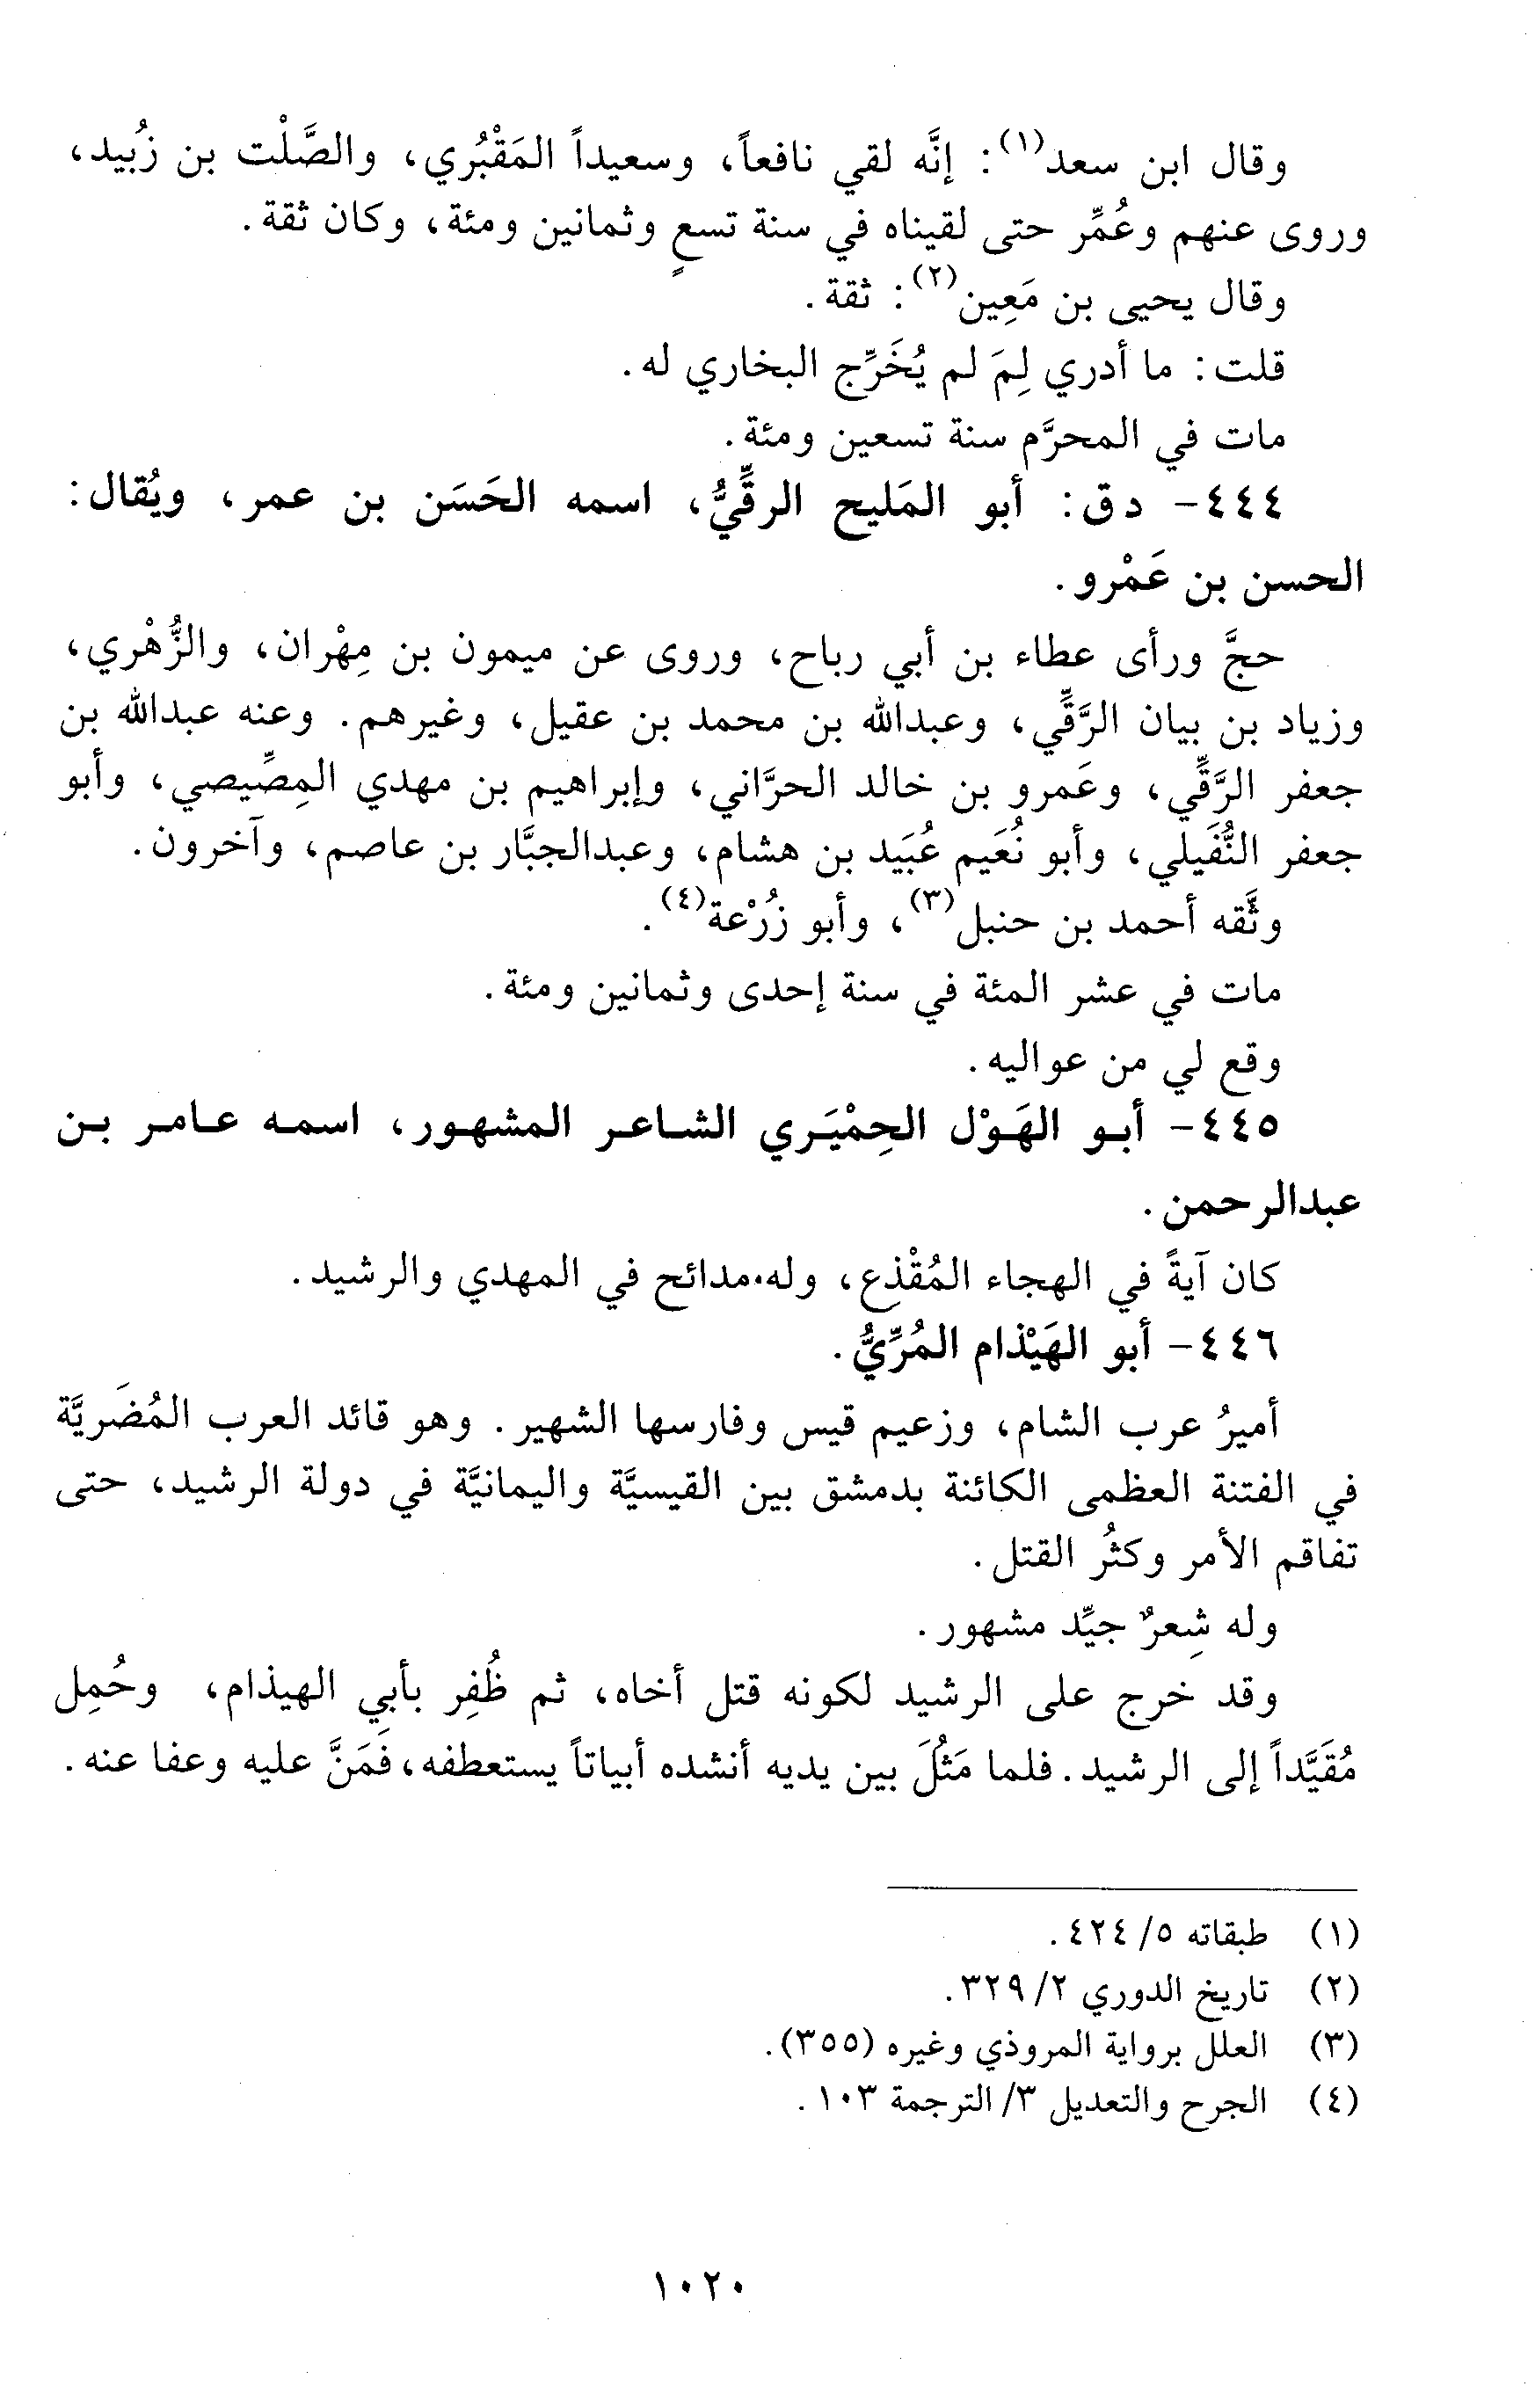 وقال ابن سعد(١): إنَّه لقي نافعاً، وسعيداً المَقْبُري، والصَّلْت بن زُبيد،
وروى عنهم وعُمِّر حتى لقيناه في سنة تسعٍ وثمانين ومئة، وكان ثقة.
وقال يحيى بن مَعِين(٢): ثقة.
قلت: ما أدري لِمَ لم يُخَرِّج البخاري له.
مات في المحرَّم سنة تسعين ومئة.
٤٤٤- د ق: أبو المَليح الرقِّيُّ، اسمه الحَسَن بن عمر، ويُقال:
الحسن بن عَمْرو.
حجَّ ورأى عطاء بن أبي رباح، وروى عن ميمون بن مِهْران، والزُّهْري،
وزياد بن بيان الرَّقِّي، وعبدالله بن محمد بن عقيل، وغيرهم. وعنه عبدالله بن
جعفر الرَّقِّي، وعَمرو بن خالد الحرَّاني، وإبراهيم بن مهدي المِصِّيصي، وأبو
جعفر النُّفَيلي، وأبو نُعَيم عُبَيد بن هشام، وعبدالجبَّار بن عاصم، وآخرون.
وثَّقه أحمد بن حنبل(٣)، وأبو زُرْعة(٤).
مات في عشر المئة في سنة إحدى وثمانين ومئة.
وقع لي من عواليه.
٤٤٥- أبو الهَوْل الحِمْيَري الشاعر المشهور، اسمه عامر بن
عبدالرحمن.
كان آيةً في الهجاء المُقْذِع، وله مدائح في المهدي والرشيد.
٤٤٦- أبو الهَيْذام المُرِّيُّ.
أميرُ عرب الشام، وزعيم قيس وفارسها الشهير. وهو قائد العرب المُضَريَّة
في الفتنة العظمى الكائنة بدمشق بين القيسيَّة واليمانيَّة في دولة الرشيد، حتى
تفاقم الأمر وكثُر القتل.
وله شِعرٌ جيِّد مشهور.
وقد خرج على الرشيد لكونه قتل أخاه، ثم ظُفِر بأبي الهيذام، وحُمِل
مُقَيَّداً إلى الرشيد. فلما مَثُلَ بين يديه أنشده أبياتاً يستعطفه، فَمَنَّ عليه وعفا عنه.
(١) طبقاته ٥/ ٤٢٤.
(٢) تاريخ الدوري ٢/ ٣٢٩.
(٣) العلل برواية المروذي وغيره (٣٥٥).
(٤) الجرح والتعديل ٣/ الترجمة ١٠٣.
١٠٢٠